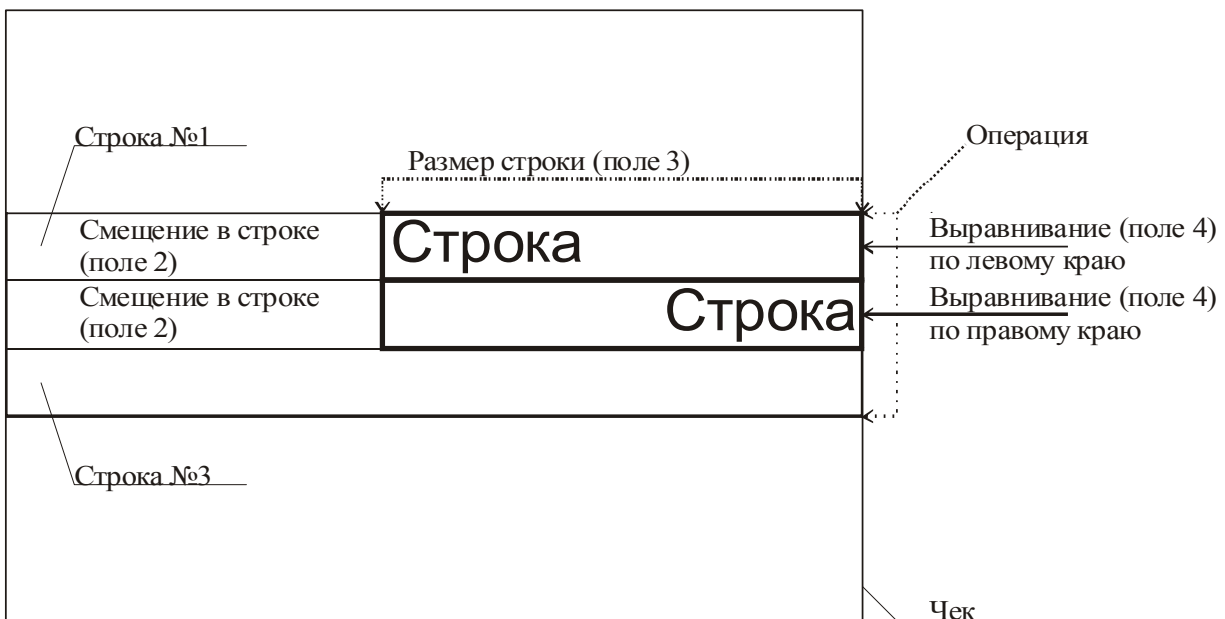 Строка №1
Операция
Размер строки (поле 3)
Смещение в строке
(поле 2)
Строка
Выравнивание (поле 4)
по левому краю
Смещение в строке
(поле 2)
Строка
Выравнивание (поле 4)
по правому краю
Строка №3
Чек